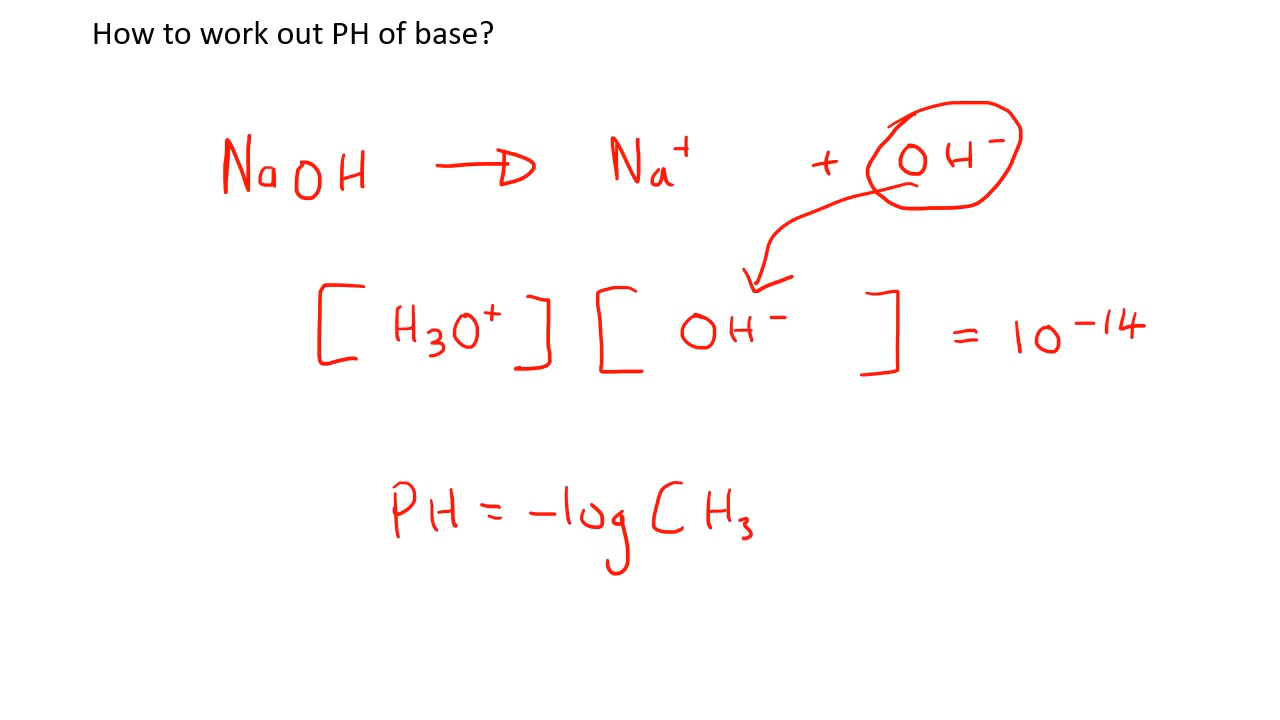 How to work out PH of base?
NaOH → Na⁺ + OH⁻
[H₃O⁺] [OH⁻] = 10⁻¹⁴
PH = -log [H₃